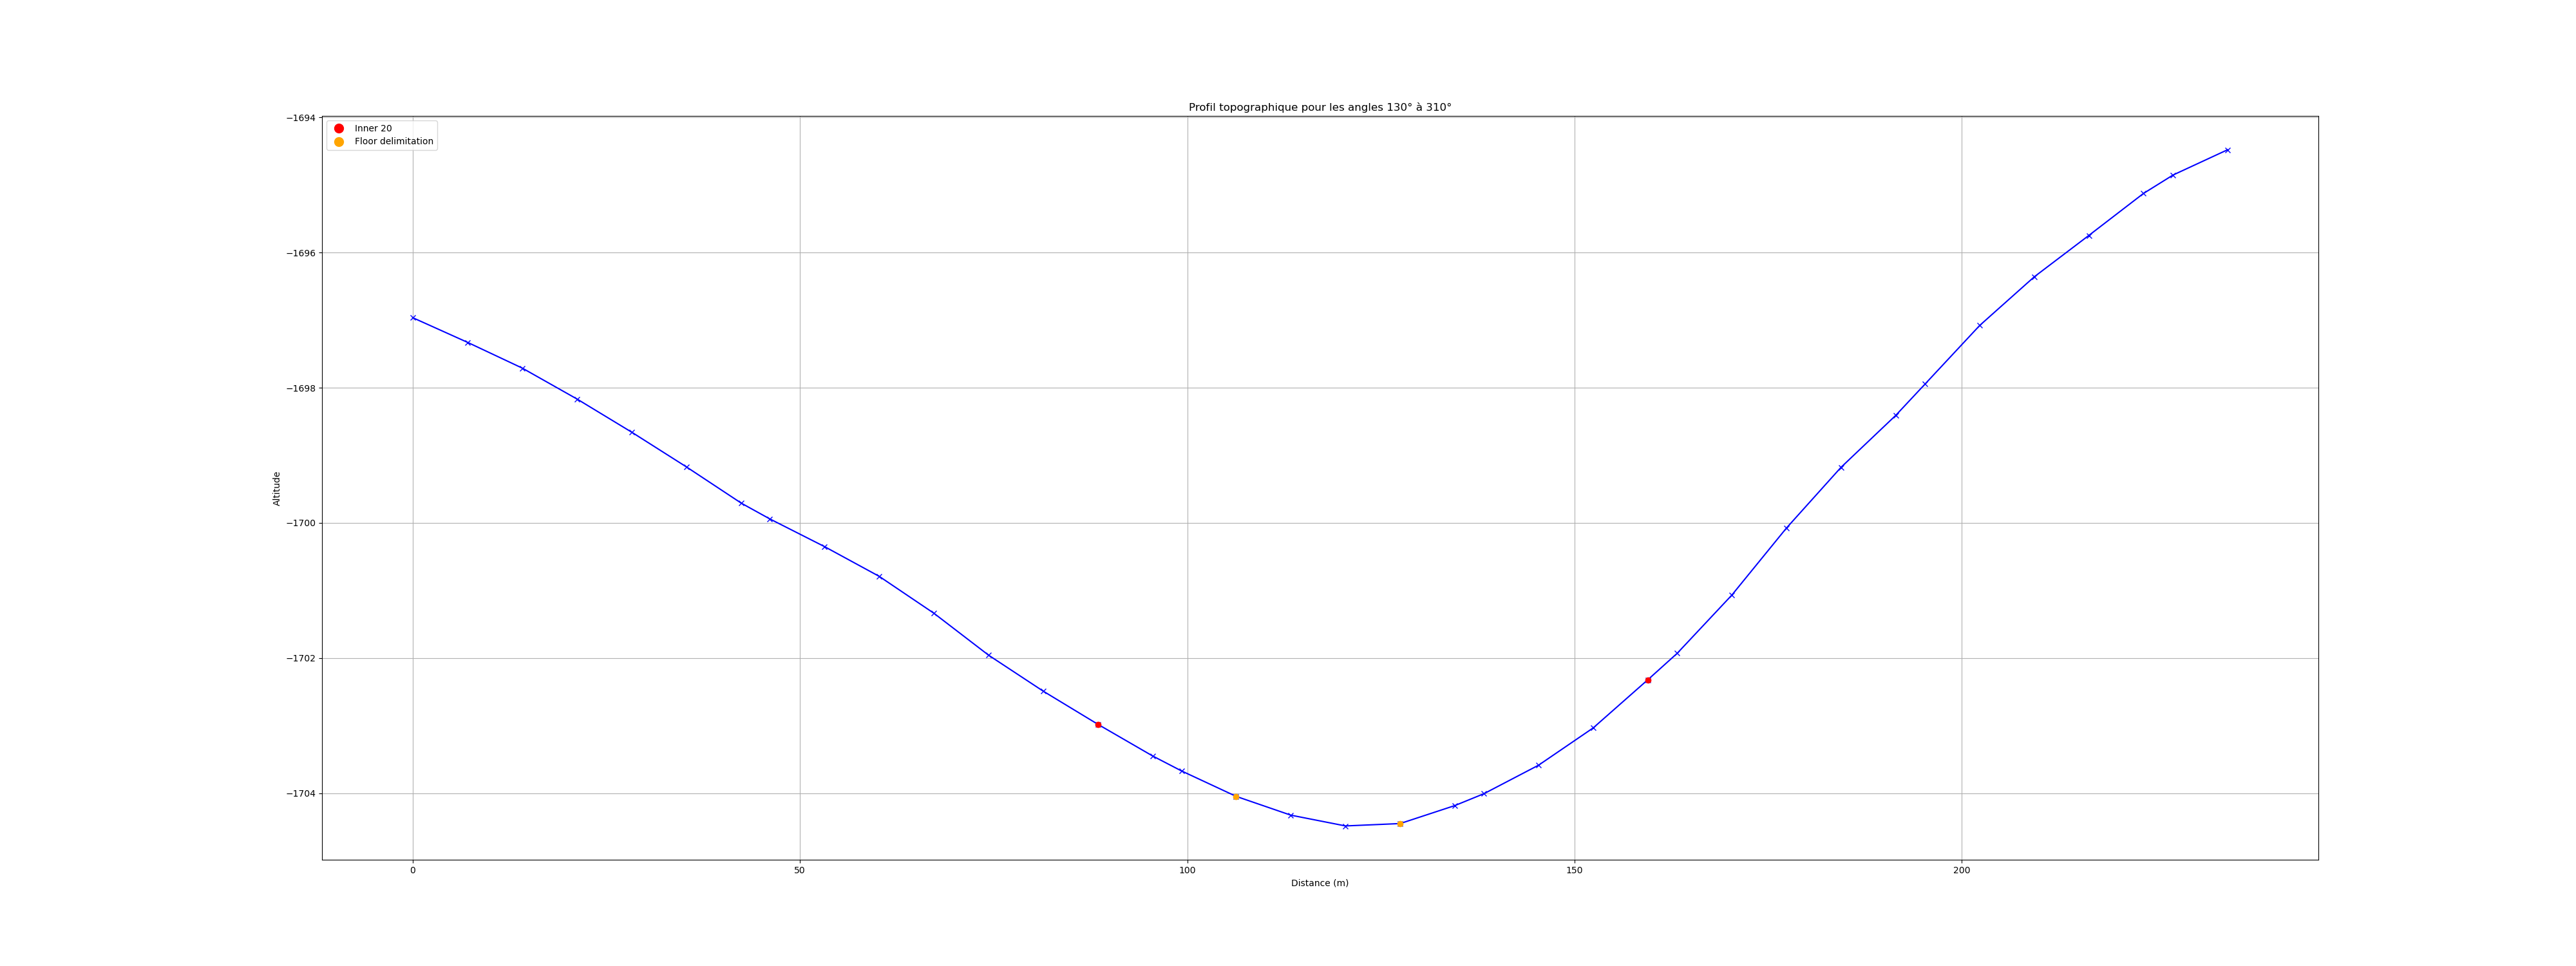 Profil topographique pour les angles 130° à 310°
Inner 20
Floor delimitation
−1694
−1696
−1698
−1700
−1702
−1704
Altitude
0 50 100 150 200
Distance (m)